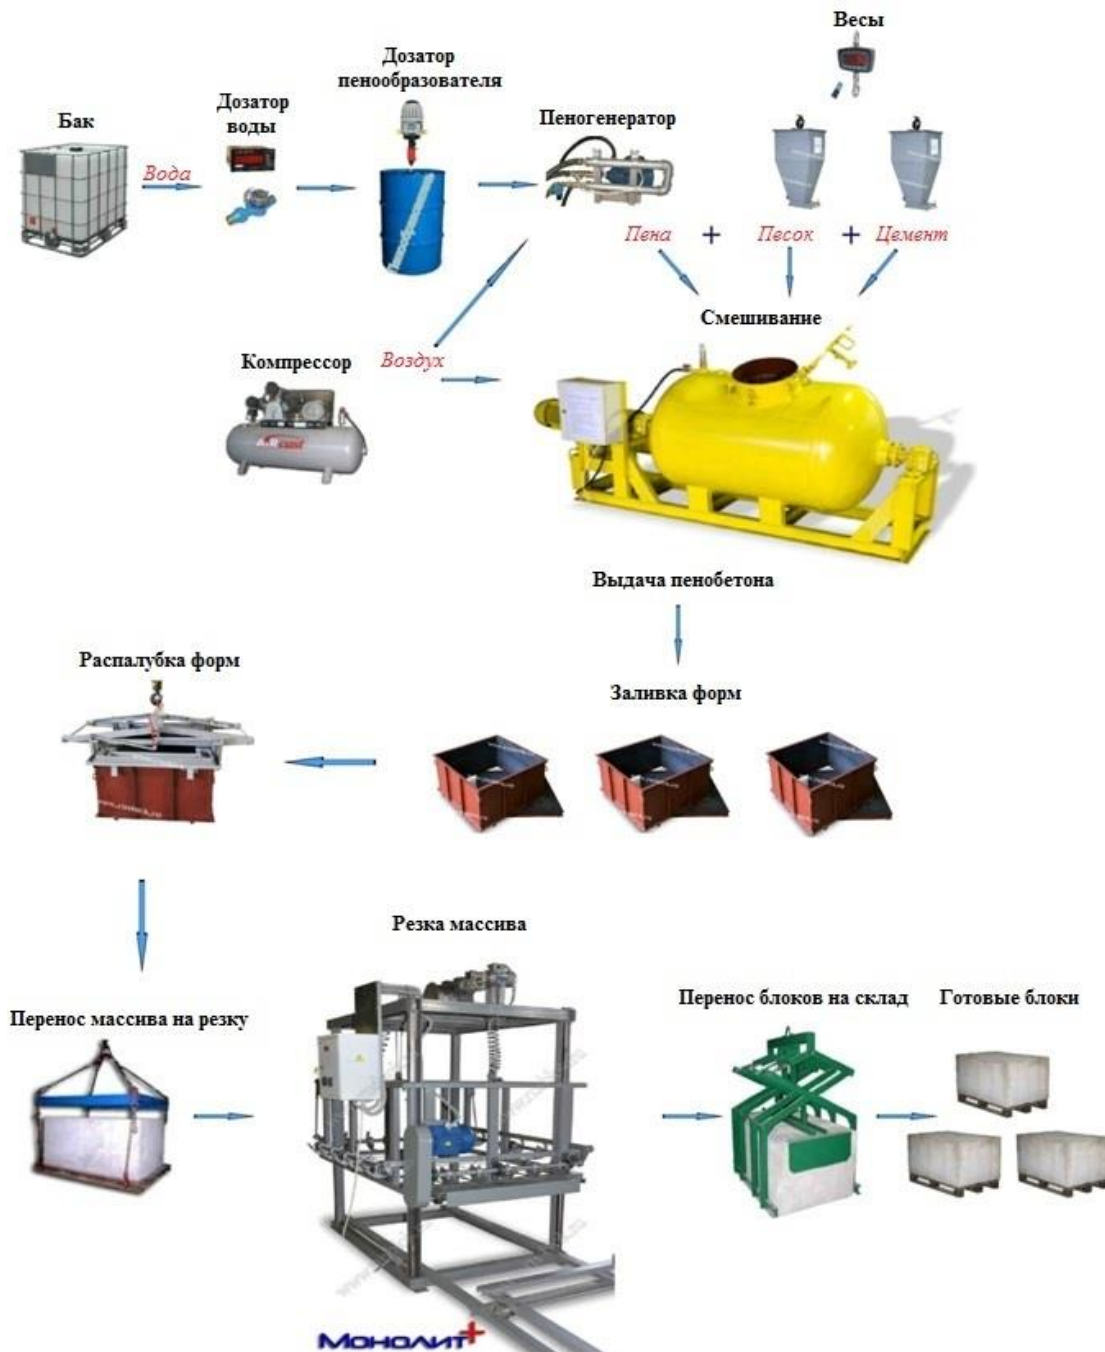 Весы
Дозатор
пенообразователя
Бак
Дозатор
воды
Пеногенератор
Вода
Пена + Песок + Цемент
Смешивание
Компрессор
Воздух
Выдача пенобетона
Распалубка форм
Заливка форм
Резка массива
Перенос массива на резку
Перенос блоков на склад
Готовые блоки
МОНОЛИТ+